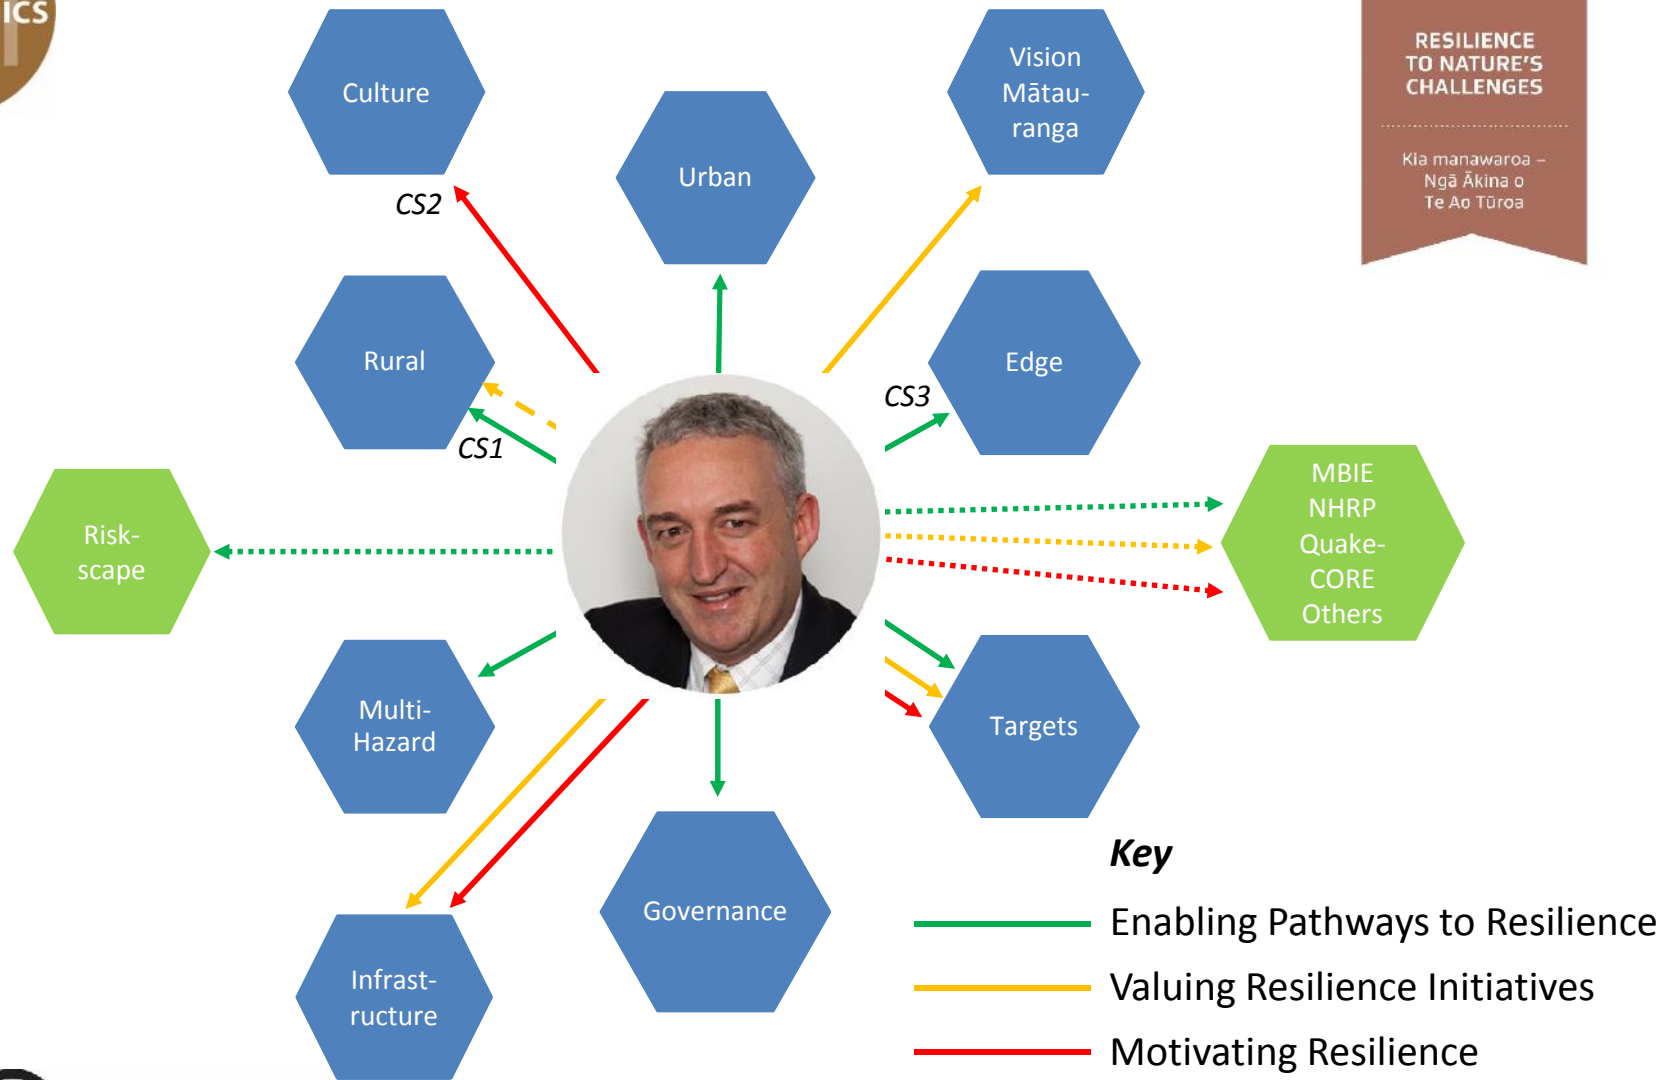 ICS
RESILIENCE
TO NATURE'S
CHALLENGES
Kia manawaroa –
Ngā Ākina o
Te Ao Tūroa
Culture
Vision
Mātau-
ranga
Urban
CS2
Rural
Edge
CS3
CS1
MBIE
NHRP
Quake-
CORE
Others
Risk-
scape
Multi-
Hazard
Targets
Governance
Infrast-
ructure
Key
Enabling Pathways to Resilience
Valuing Resilience Initiatives
Motivating Resilience